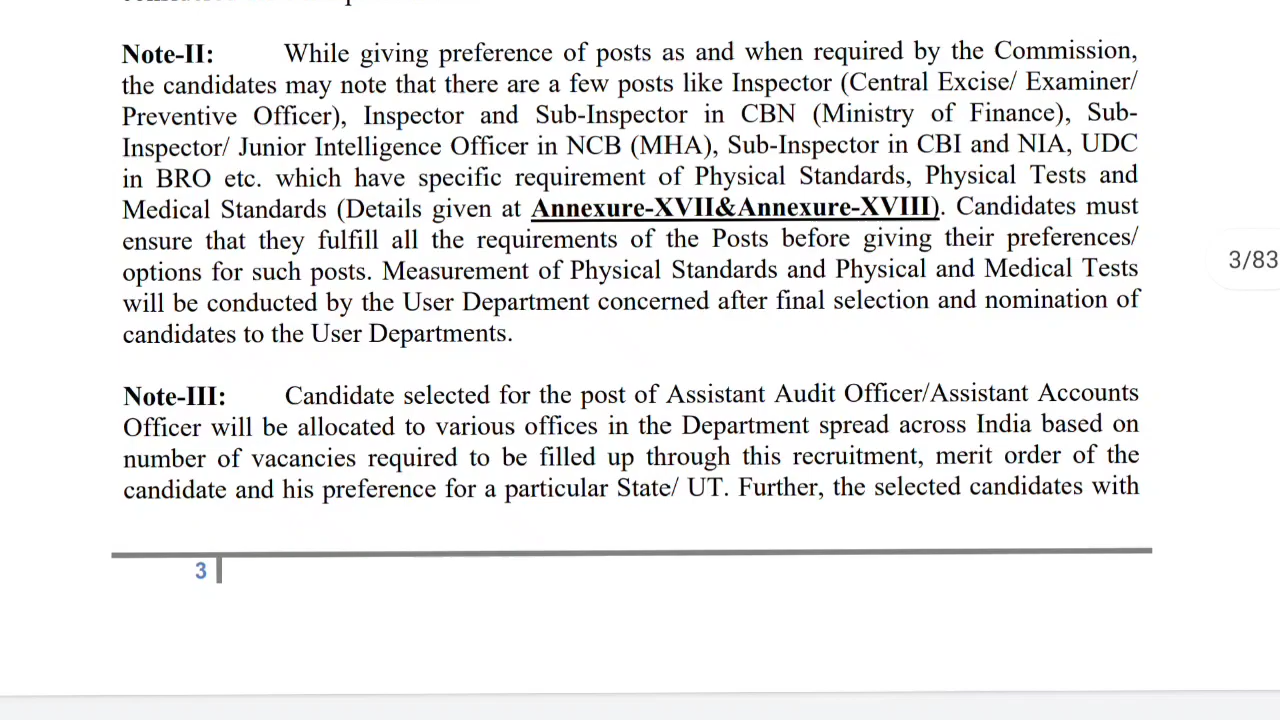 Note-II: While giving preference of posts as and when required by the Commission,
the candidates may note that there are a few posts like Inspector (Central Excise/ Examiner/
Preventive Officer), Inspector and Sub-Inspector in CBN (Ministry of Finance), Sub-
Inspector/ Junior Intelligence Officer in NCB (MHA), Sub-Inspector in CBI and NIA, UDC
in BRO etc. which have specific requirement of Physical Standards, Physical Tests and
Medical Standards (Details given at Annexure-XVII&Annexure-XVIII). Candidates must
ensure that they fulfill all the requirements of the Posts before giving their preferences/
options for such posts. Measurement of Physical Standards and Physical and Medical Tests
will be conducted by the User Department concerned after final selection and nomination of
candidates to the User Departments.
3/83
Note-III: Candidate selected for the post of Assistant Audit Officer/Assistant Accounts
Officer will be allocated to various offices in the Department spread across India based on
number of vacancies required to be filled up through this recruitment, merit order of the
candidate and his preference for a particular State/ UT. Further, the selected candidates with
3